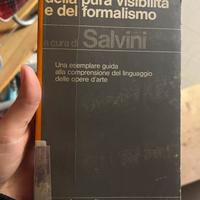 della pura visibilità
e del formalismo
a cura di Salvini
Una esemplare guida
alla comprensione del linguaggio
delle opere d'arte